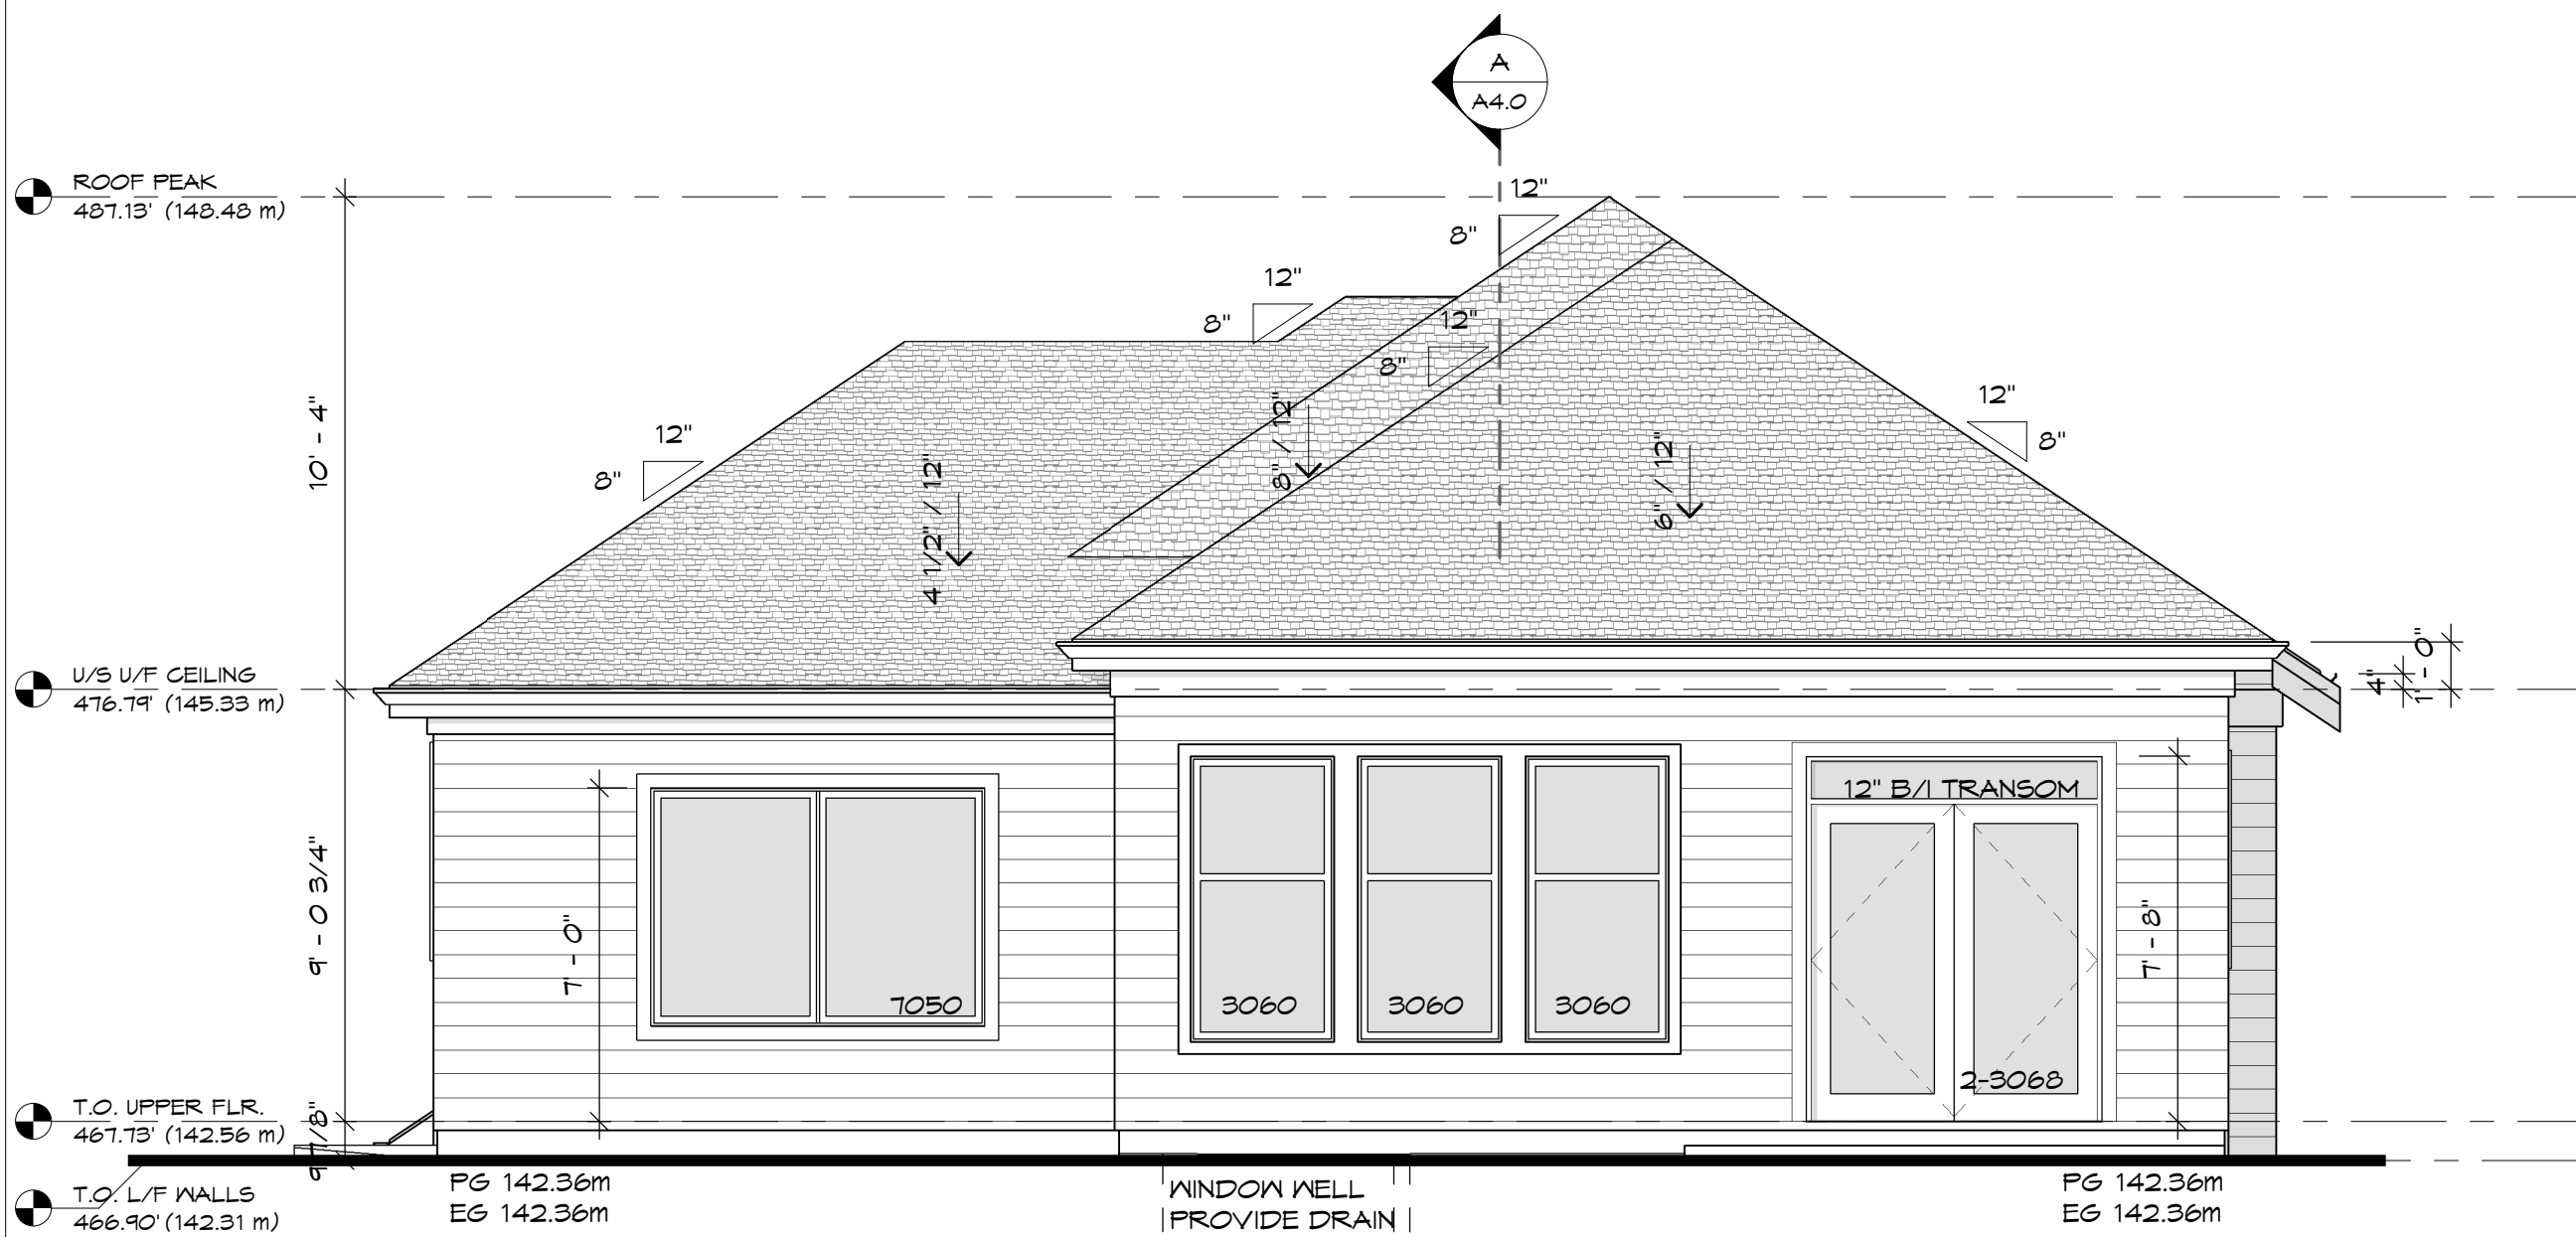 A
A4.0
ROOF PEAK
487.13' (148.48 m)
12"
8"
12"
8"
12"
8"
12"
8"
12"
8"
10' - 4"
4 1/2" / 12"
8" / 12"
6" / 12"
U/S U/F CEILING
476.79' (145.33 m)
4"
1' - 0"
12" B/I TRANSOM
9' - 0 3/4"
7' - 0"
7' - 8"
7050
3060
3060
3060
2-3068
T.O. UPPER FLR.
467.73' (142.56 m)
9 7/8"
T.O. L/F WALLS
466.90' (142.31 m)
PG 142.36m
EG 142.36m
WINDOW WELL
PROVIDE DRAIN
PG 142.36m
EG 142.36m